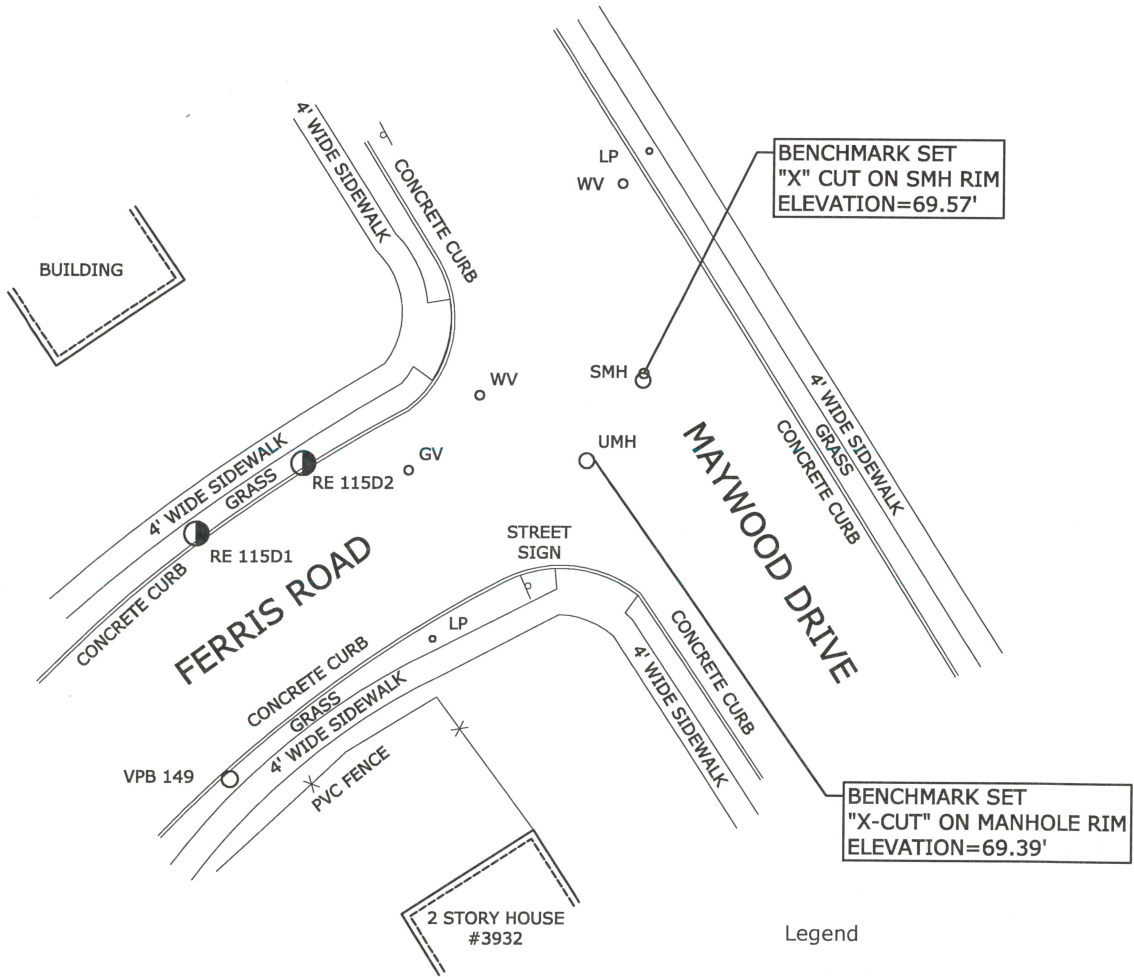 4' WIDE SIDEWALK
CONCRETE CURB
BUILDING
LP
WV
BENCHMARK SET
"X" CUT ON SMH RIM
ELEVATION=69.57'
SMH
WV
4' WIDE SIDEWALK
GRASS
CONCRETE CURB
UMH
GV
MAYWOOD DRIVE
4' WIDE SIDEWALK
GRASS
RE 115D2
RE 115D1
CONCRETE CURB
FERRIS ROAD
STREET
SIGN
LP
CONCRETE CURB
GRASS
4' WIDE SIDEWALK
CONCRETE CURB
4' WIDE SIDEWALK
VPB 149
PVC FENCE
BENCHMARK SET
"X-CUT" ON MANHOLE RIM
ELEVATION=69.39'
2 STORY HOUSE
#3932
Legend